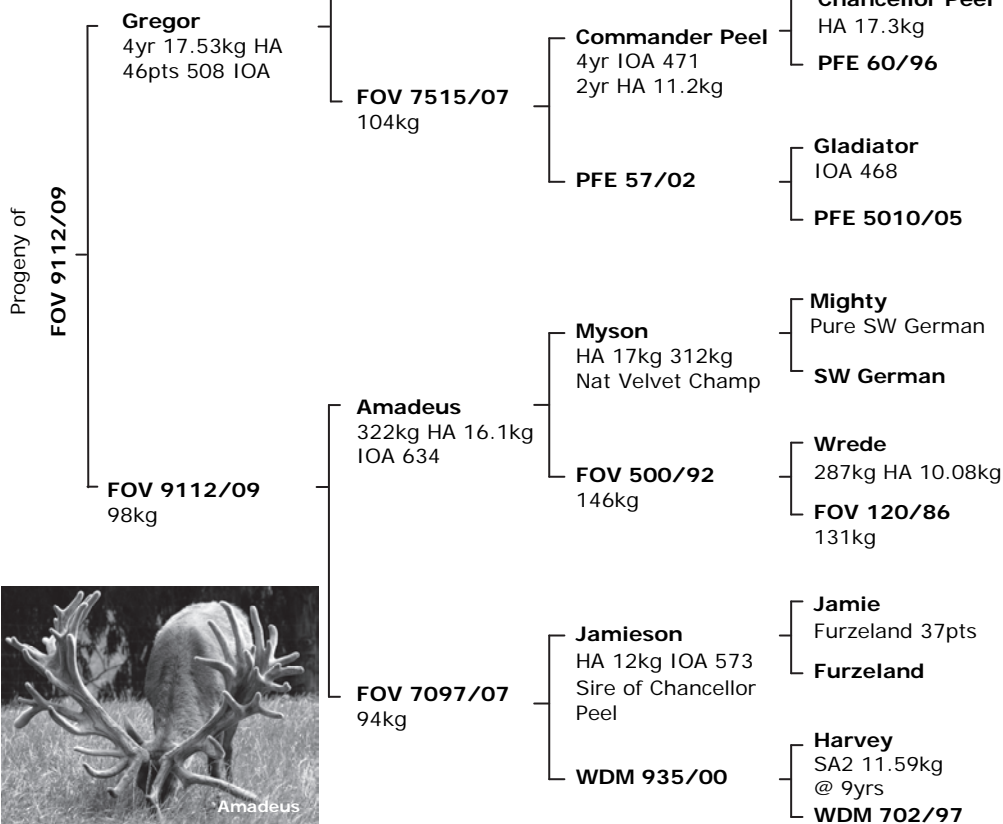 Progeny of
FOV 9112/09
Gregor
4yr 17.53kg HA
46pts 508 IOA
FOV 7515/07
104kg
Commander Peel
4yr IOA 471
2yr HA 11.2kg
Chancellor Peel
HA 17.3kg
PFE 60/96
PFE 57/02
Gladiator
IOA 468
PFE 5010/05
FOV 9112/09
98kg
Amadeus
322kg HA 16.1kg
IOA 634
Myson
HA 17kg 312kg
Nat Velvet Champ
Mighty
Pure SW German
SW German
FOV 500/92
146kg
Wrede
287kg HA 10.08kg
FOV 120/86
131kg
FOV 7097/07
94kg
Jamieson
HA 12kg IOA 573
Sire of Chancellor
Peel
Jamie
Furzeland 37pts
Furzeland
WDM 935/00
Harvey
SA2 11.59kg
@ 9yrs
WDM 702/97
Amadeus